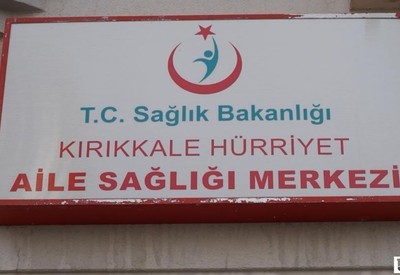 T.C. Sağlık Bakanlığı
KIRIKKALE HÜRRİYET
AİLE SAĞLIĞI MERKEZİ